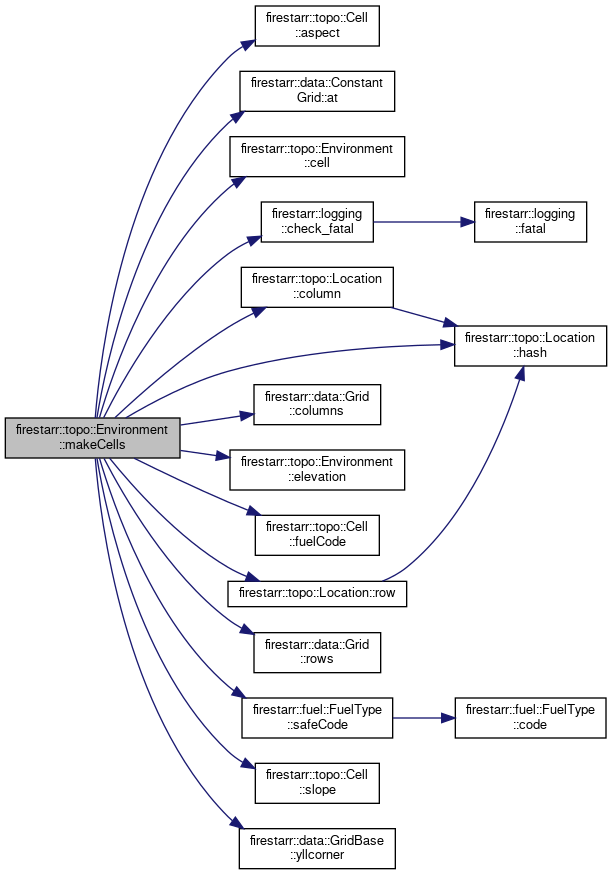 firestarr::topo::Cell
::aspect
firestarr::data::Constant
Grid::at
firestarr::topo::Environment
::cell
firestarr::logging
::check_fatal
firestarr::logging
::fatal
firestarr::topo::Location
::column
firestarr::topo::Location
::hash
firestarr::data::Grid
::columns
firestarr::topo::Environment
::makeCells
firestarr::topo::Environment
::elevation
firestarr::topo::Cell
::fuelCode
firestarr::topo::Location::row
firestarr::data::Grid
::rows
firestarr::fuel::FuelType
::safeCode
firestarr::fuel::FuelType
::code
firestarr::topo::Cell
::slope
firestarr::data::GridBase
::yllcorner